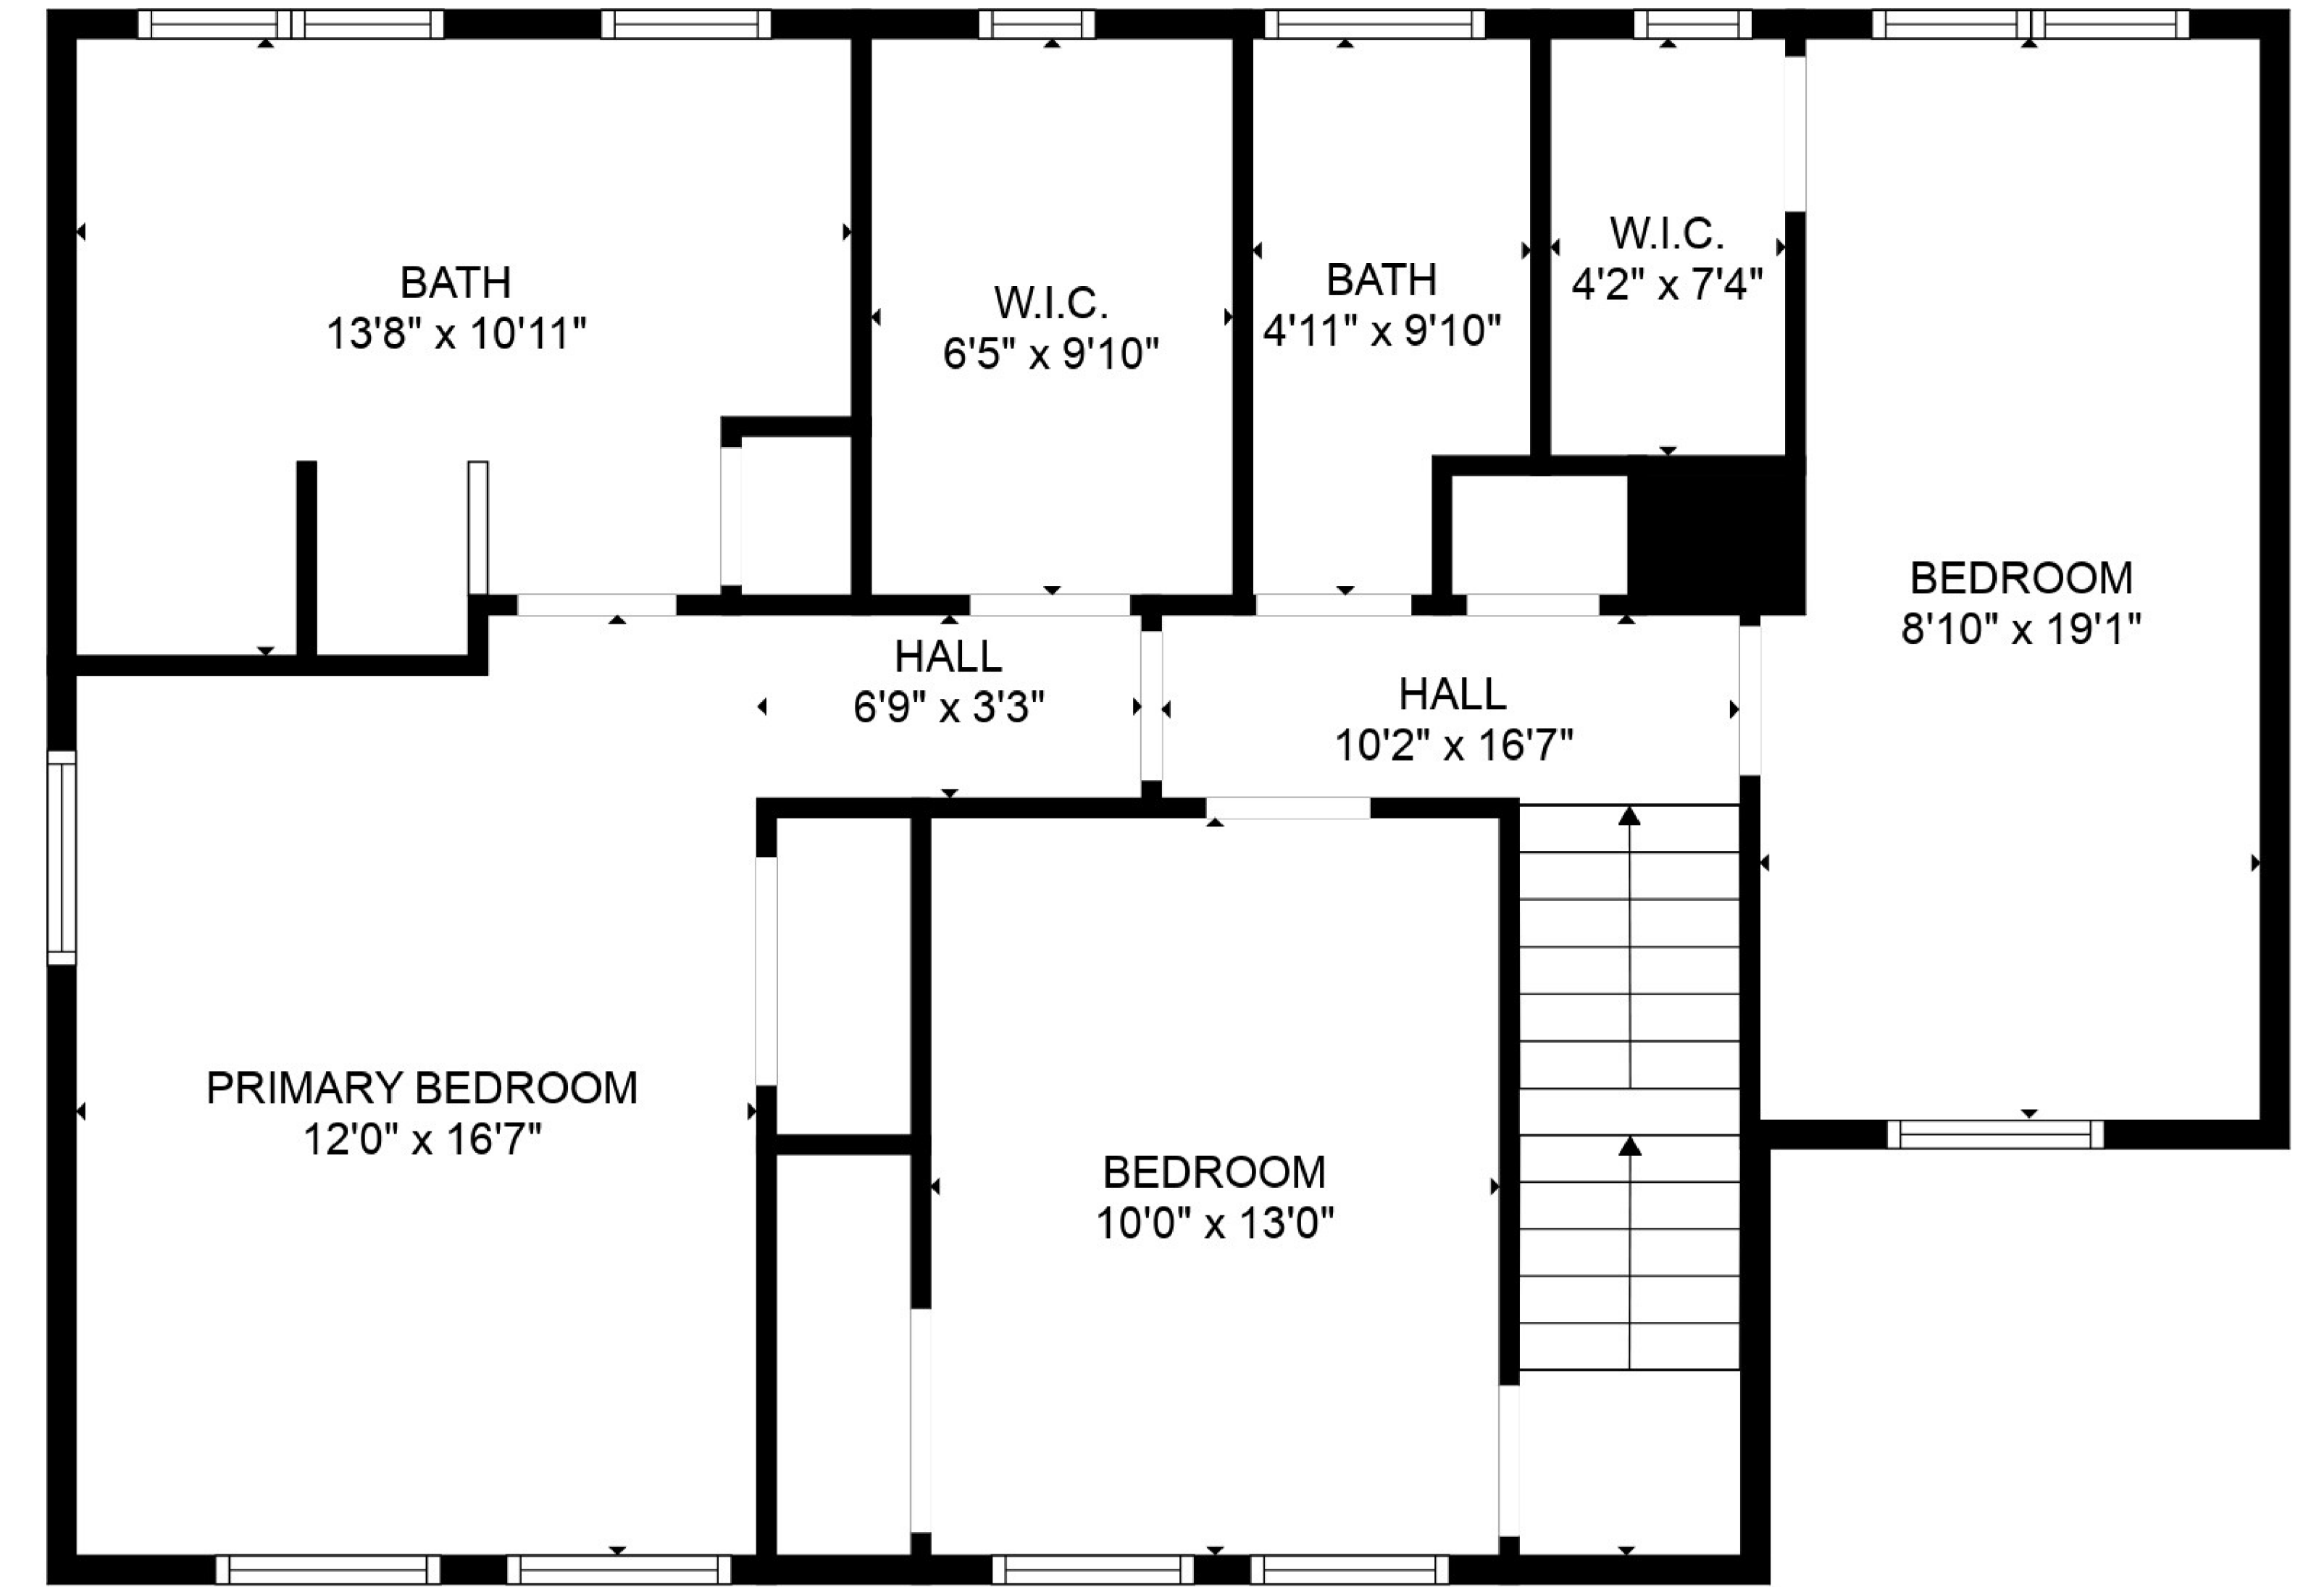 BATH
13'8" x 10'11"
W.I.C.
6'5" x 9'10"
BATH
4'11" x 9'10"
W.I.C.
4'2" x 7'4"
BEDROOM
8'10" x 19'1"
HALL
6'9" x 3'3"
HALL
10'2" x 16'7"
PRIMARY BEDROOM
12'0" x 16'7"
BEDROOM
10'0" x 13'0"